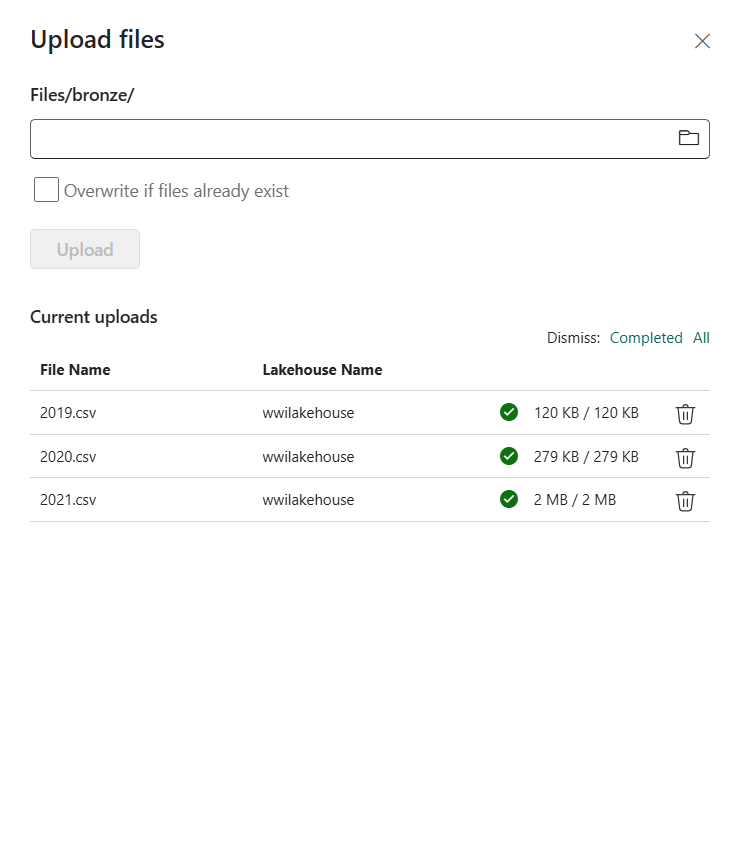 Upload files
Files/bronze/
Overwrite if files already exist
Upload
Current uploads
Dismiss: Completed All
File Name Lakehouse Name
2019.csv wwilakehouse 120 KB / 120 KB
2020.csv wwilakehouse 279 KB / 279 KB
2021.csv wwilakehouse 2 MB / 2 MB